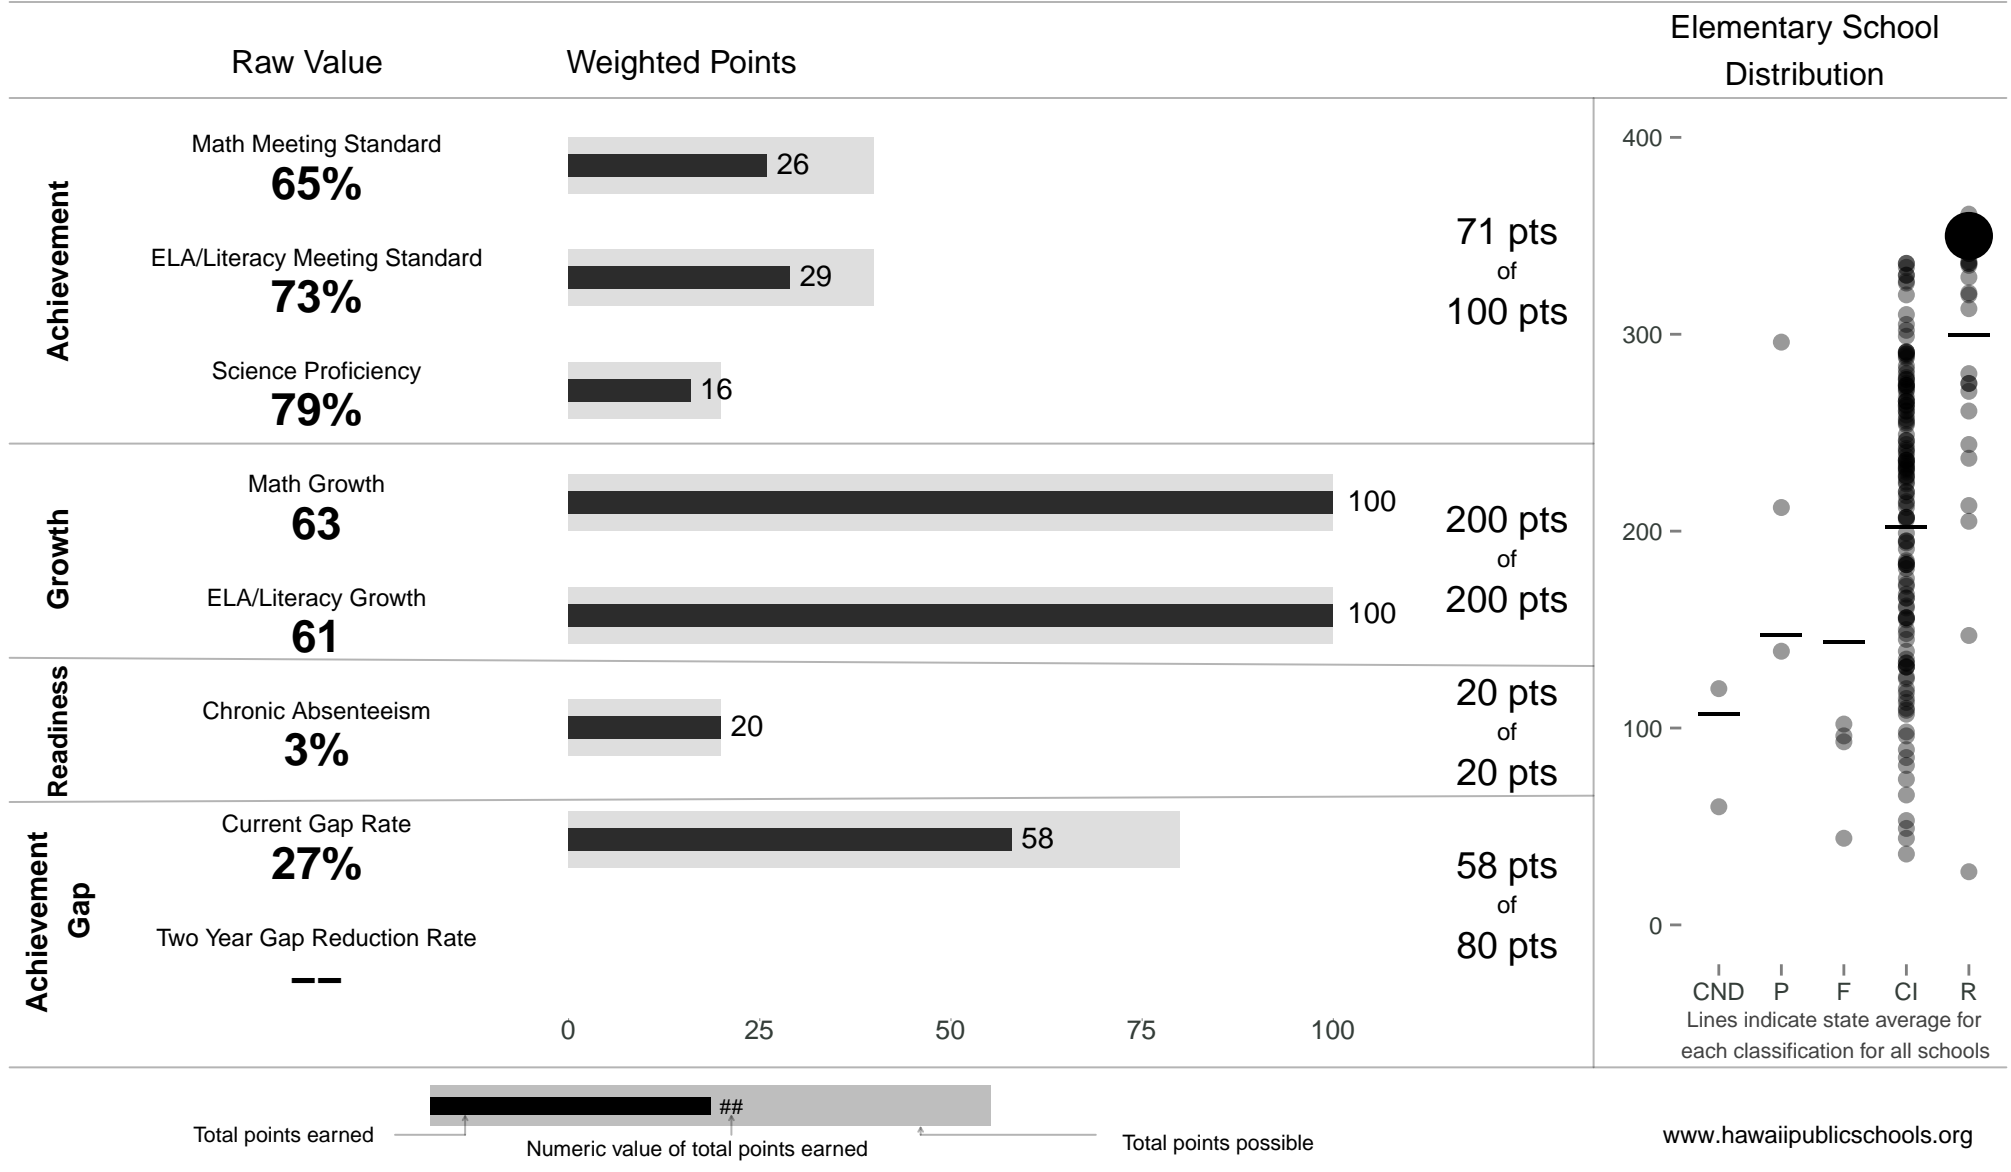 Raw Value
Weighted Points
Elementary School
Distribution
Achievement
Math Meeting Standard
65%
26
ELA/Literacy Meeting Standard
73%
29
Science Proficiency
79%
16
71 pts
of
100 pts
Growth
Math Growth
63
100
ELA/Literacy Growth
61
100
200 pts
of
200 pts
Readiness
Chronic Absenteeism
3%
20
20 pts
of
20 pts
Achievement
Gap
Current Gap Rate
27%
58
Two Year Gap Reduction Rate
--
58 pts
of
80 pts
0 25 50 75 100
400
300
200
100
0
CND P F CI R
Lines indicate state average for
each classification for all schools
##
Total points earned
Numeric value of total points earned
Total points possible
www.hawaiipublicschools.org